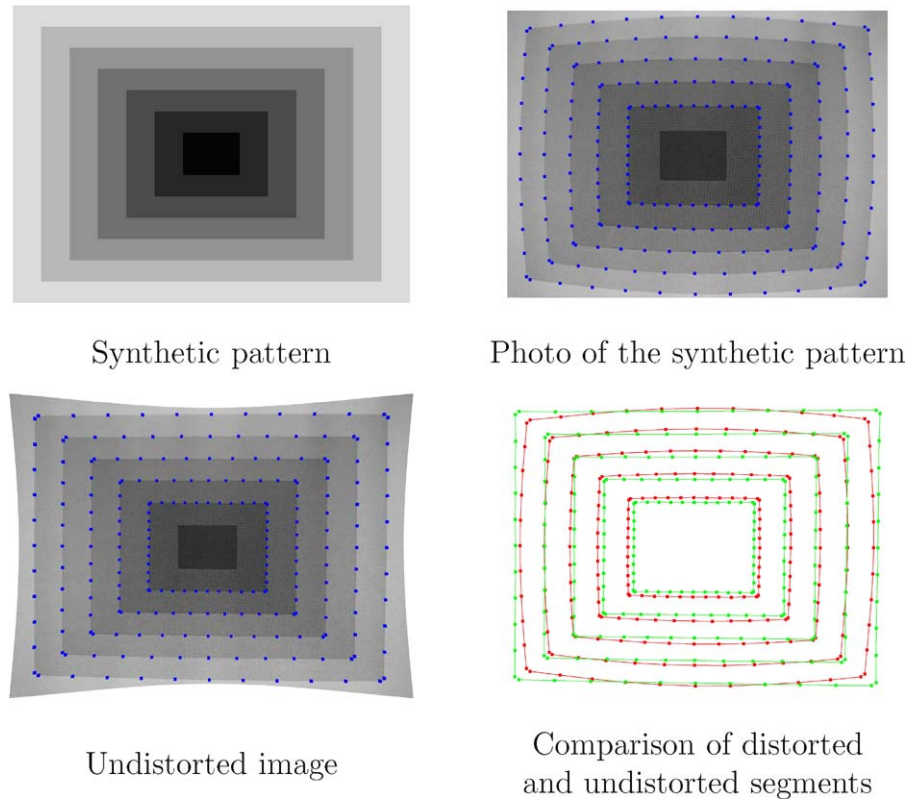 Synthetic pattern
Photo of the synthetic pattern
Undistorted image
Comparison of distorted
and undistorted segments